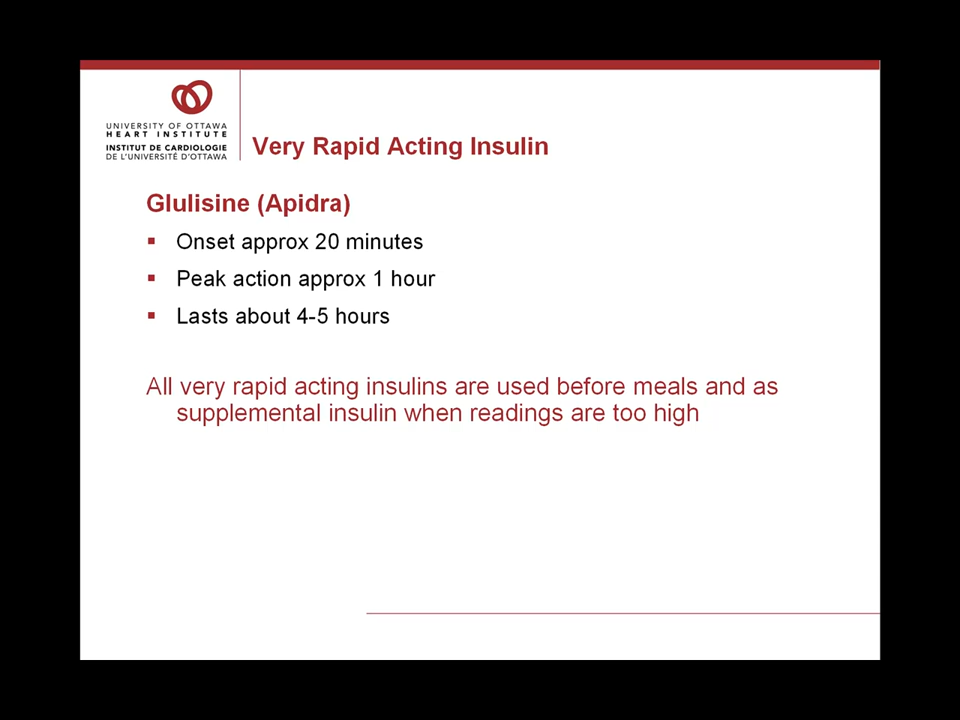 UNIVERSITY OF OTTAWA
HEART INSTITUTE
INSTITUT DE CARDIOLOGIE
DE L'UNIVERSITÉ D'OTTAWA
Very Rapid Acting Insulin
Glulisine (Apidra)
▪ Onset approx 20 minutes
▪ Peak action approx 1 hour
▪ Lasts about 4-5 hours
All very rapid acting insulins are used before meals and as
supplemental insulin when readings are too high